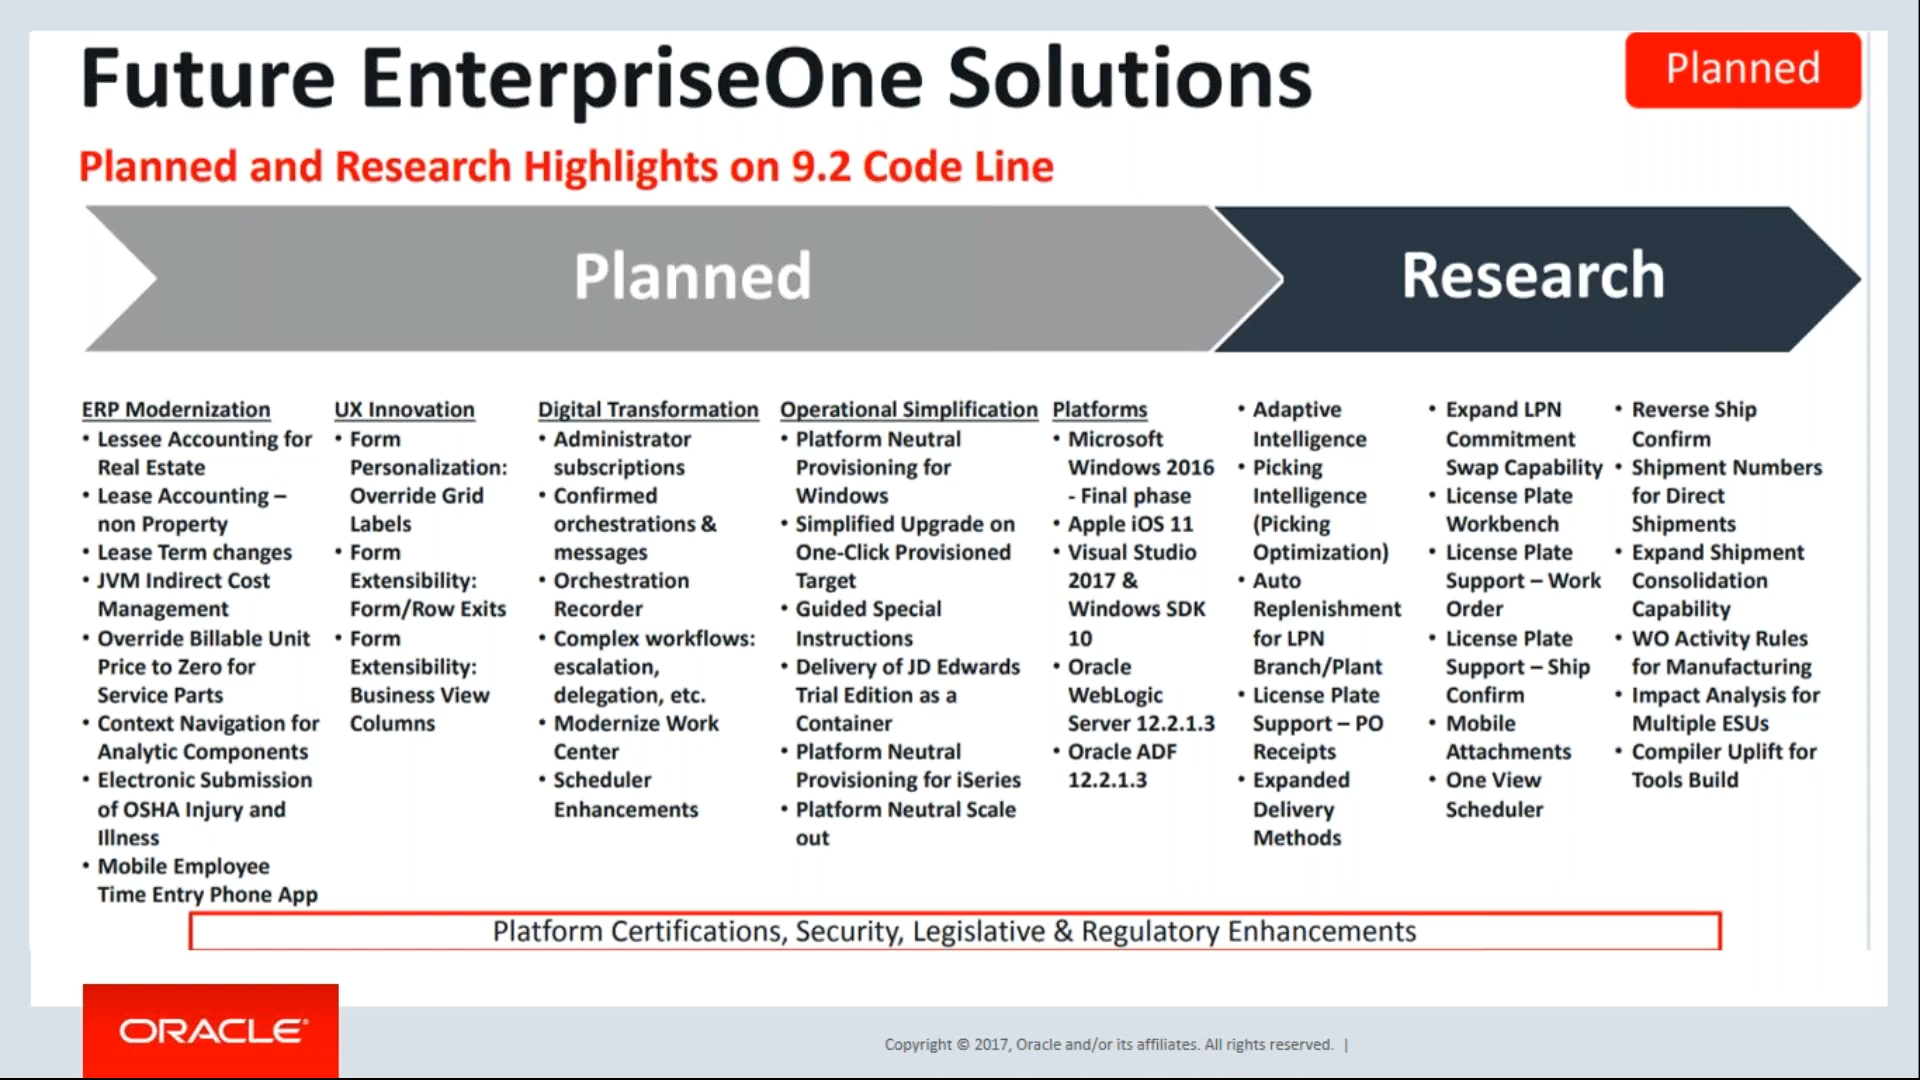 Future EnterpriseOne Solutions
Planned
Planned and Research Highlights on 9.2 Code Line
Planned
Research
ERP Modernization
• Lessee Accounting for
Real Estate
• Lease Accounting –
non Property
• Lease Term changes
• JVM Indirect Cost
Management
• Override Billable Unit
Price to Zero for
Service Parts
• Context Navigation for
Analytic Components
• Electronic Submission
of OSHA Injury and
Illness
• Mobile Employee
Time Entry Phone App
UX Innovation
• Form
Personalization:
Override Grid
Labels
• Form
Extensibility:
Form/Row Exits
• Form
Extensibility:
Business View
Columns
Digital Transformation
• Administrator
subscriptions
• Confirmed
orchestrations &
messages
• Orchestration
Recorder
• Complex workflows:
escalation,
delegation, etc.
• Modernize Work
Center
• Scheduler
Enhancements
Operational Simplification
• Platform Neutral
Provisioning for
Windows
• Simplified Upgrade on
One-Click Provisioned
Target
• Guided Special
Instructions
• Delivery of JD Edwards
Trial Edition as a
Container
• Platform Neutral
Provisioning for iSeries
• Platform Neutral Scale
out
Platforms
• Microsoft
Windows 2016
- Final phase
• Apple iOS 11
• Visual Studio
2017 &
Windows SDK
10
• Oracle
WebLogic
Server 12.2.1.3
• Oracle ADF
12.2.1.3
• Adaptive
Intelligence
• Picking
Intelligence
(Picking
Optimization)
• Auto
Replenishment
for LPN
Branch/Plant
• License Plate
Support – PO
Receipts
• Expanded
Delivery
Methods
• Expand LPN
Commitment
Swap Capability
• License Plate
Workbench
• License Plate
Support – Work
Order
• License Plate
Support – Ship
Confirm
• Mobile
Attachments
• One View
Scheduler
• Reverse Ship
Confirm
• Shipment Numbers
for Direct
Shipments
• Expand Shipment
Consolidation
Capability
• WO Activity Rules
for Manufacturing
• Impact Analysis for
Multiple ESUs
• Compiler Uplift for
Tools Build
Platform Certifications, Security, Legislative & Regulatory Enhancements
ORACLE®
Copyright © 2017, Oracle and/or its affiliates. All rights reserved. |